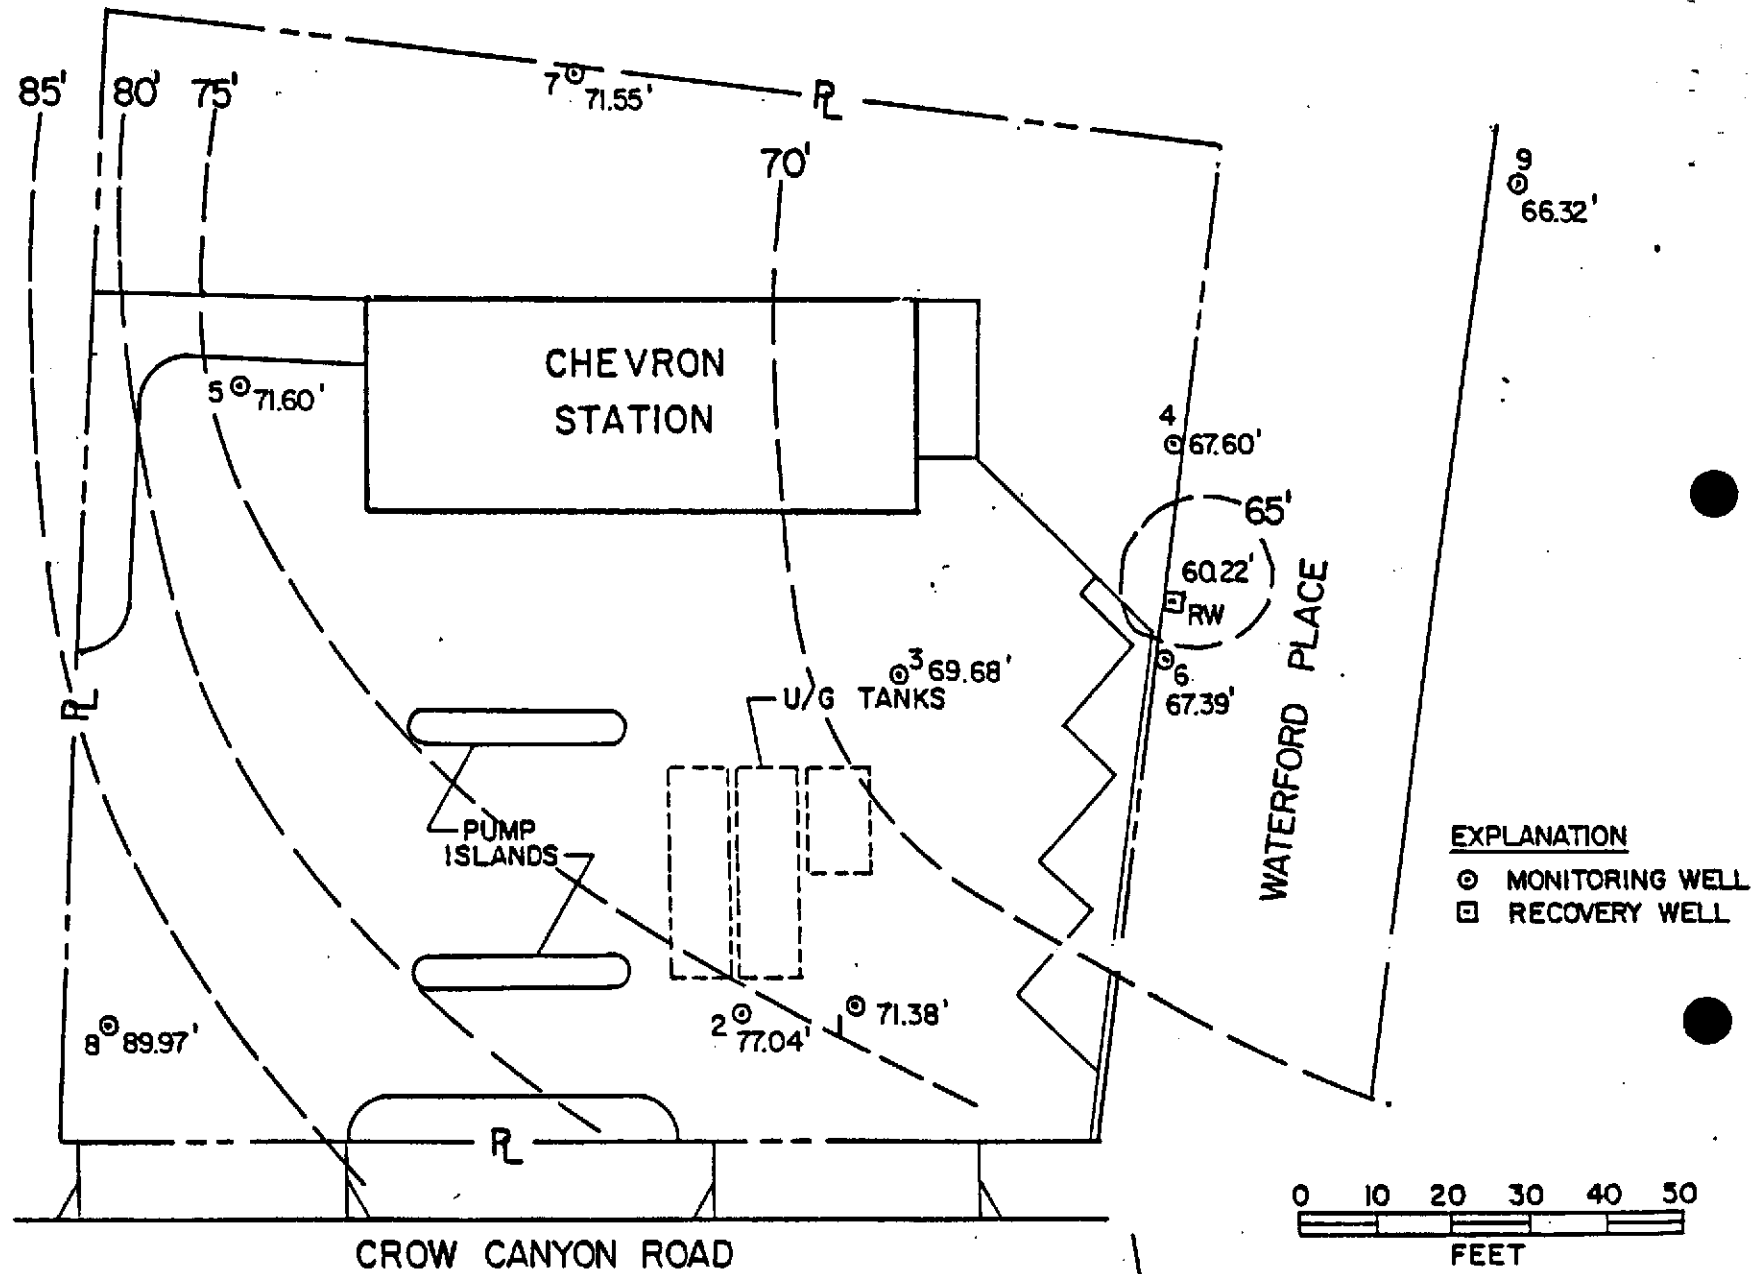 85'
80'
75'
7
71.55'
PL
70'
9
66.32'
CHEVRON
STATION
5
71.60'
4
67.60'
65'
60.22'
RW
3
69.68'
6
67.39'
U/G TANKS
PL
WATERFORD PLACE
PUMP
ISLANDS
EXPLANATION
MONITORING WELL
RECOVERY WELL
8
89.97'
2
77.04'
1
71.38'
PL
0 10 20 30 40 50
FEET
CROW CANYON ROAD